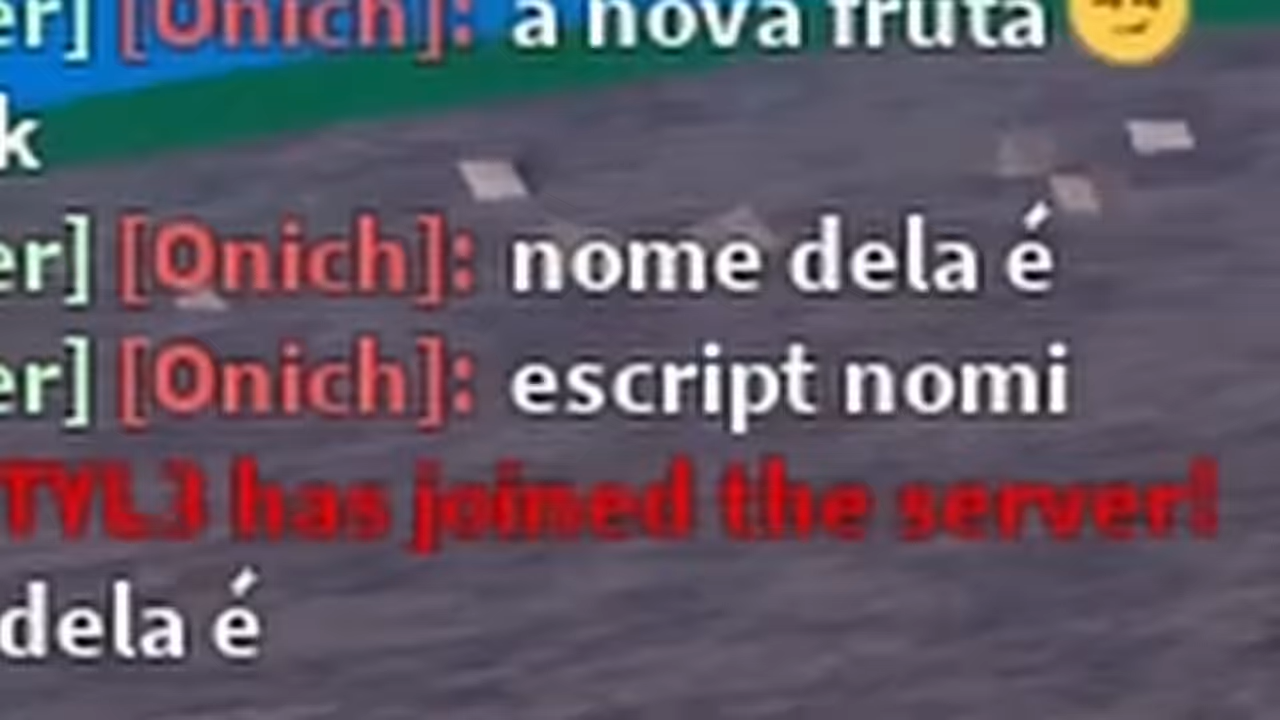 er] [Onich]: a nova fruta
k
er] [Onich]: nome dela é
er] [Onich]: escript nomi
TYL3 has joined the server!
dela é